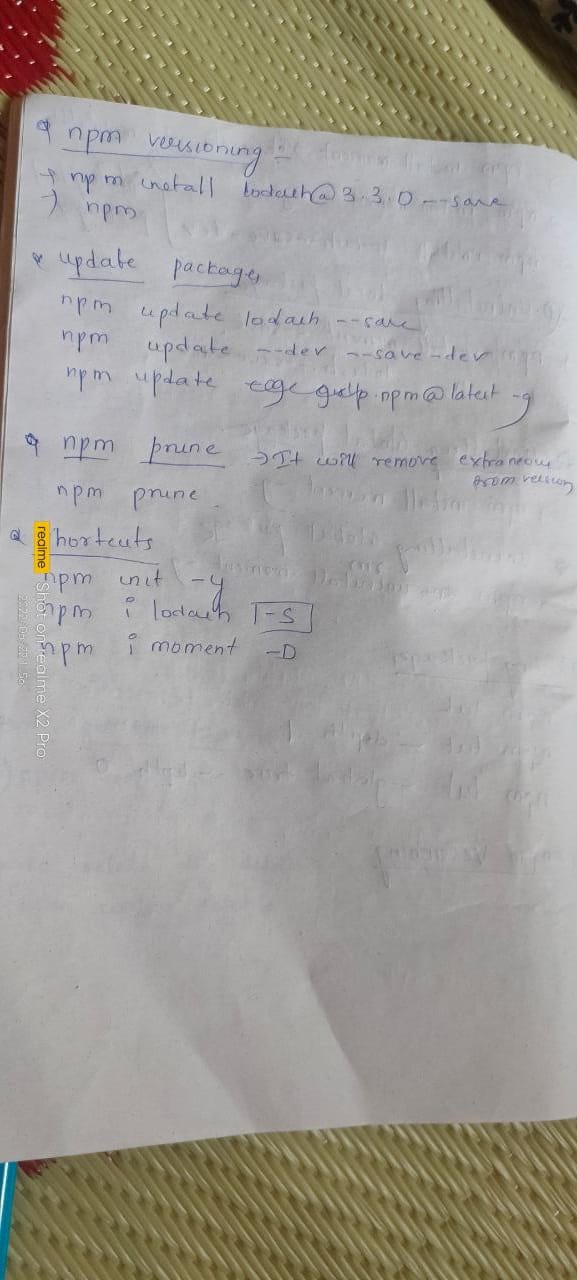 npm versioning :-
→ npm install lodash@3.3.0 --save
→ npm
update packages
npm update lodash --save
npm update --dev --save-dev
npm update gulp npm@latest -g
npm prune → It will remove extraneous
from version
npm prune
Shortcuts
npm init -y
npm i lodash -S
npm i moment -D
realme Shot on realme X2 Pro